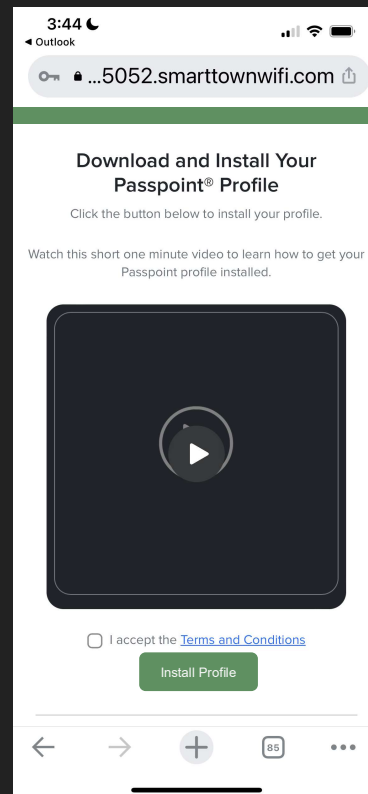 3:44
◀ Outlook
...5052.smarttownwifi.com
Download and Install Your
Passpoint® Profile
Click the button below to install your profile.
Watch this short one minute video to learn how to get your
Passpoint profile installed.
I accept the Terms and Conditions
Install Profile
85